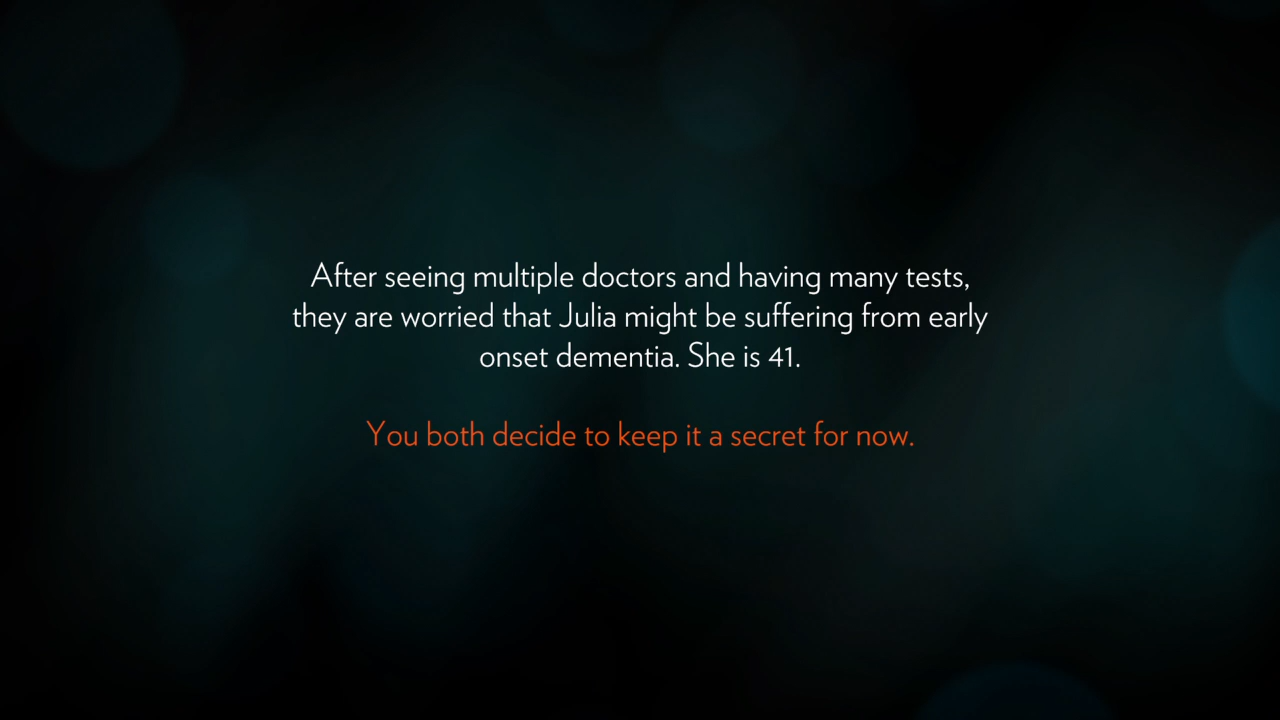 After seeing multiple doctors and having many tests,
they are worried that Julia might be suffering from early
onset dementia. She is 41.
You both decide to keep it a secret for now.